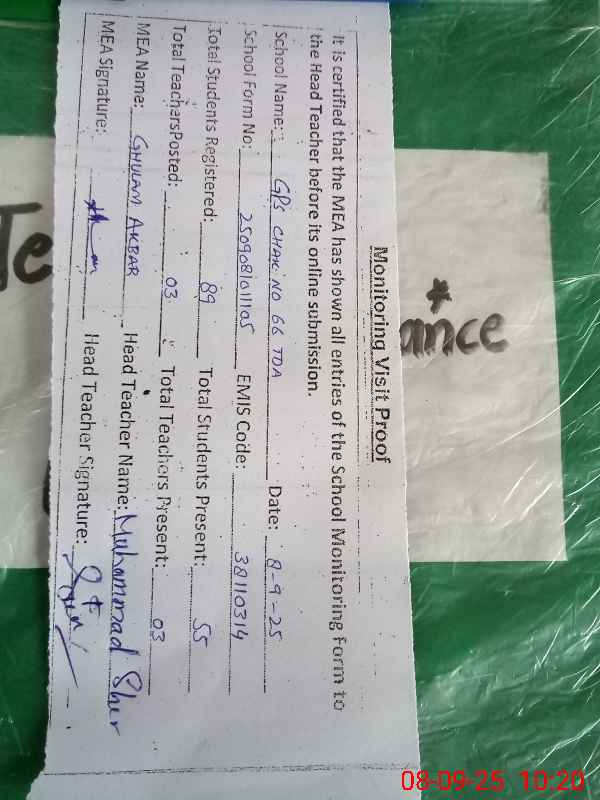 Monitoring Visit Proof
It is certified that the MEA has shown all entries of the School Monitoring Form to
the Head Teacher before its online submission.
School Name: GPS CHAK NO 66 TDA Date: 8-9-25
School Form No: 250908101105 EMIS Code: 38110314
Total Students Registered: 89 Total Students Present: 55
Total Teachers Posted: 03 Total Teachers Present: 03
MEA Name: GHULAM AKBAR Head Teacher Name: Muhammad Sher
MEA Signature: Head Teacher Signature:
Te
*
ance
08-09-25 10:20